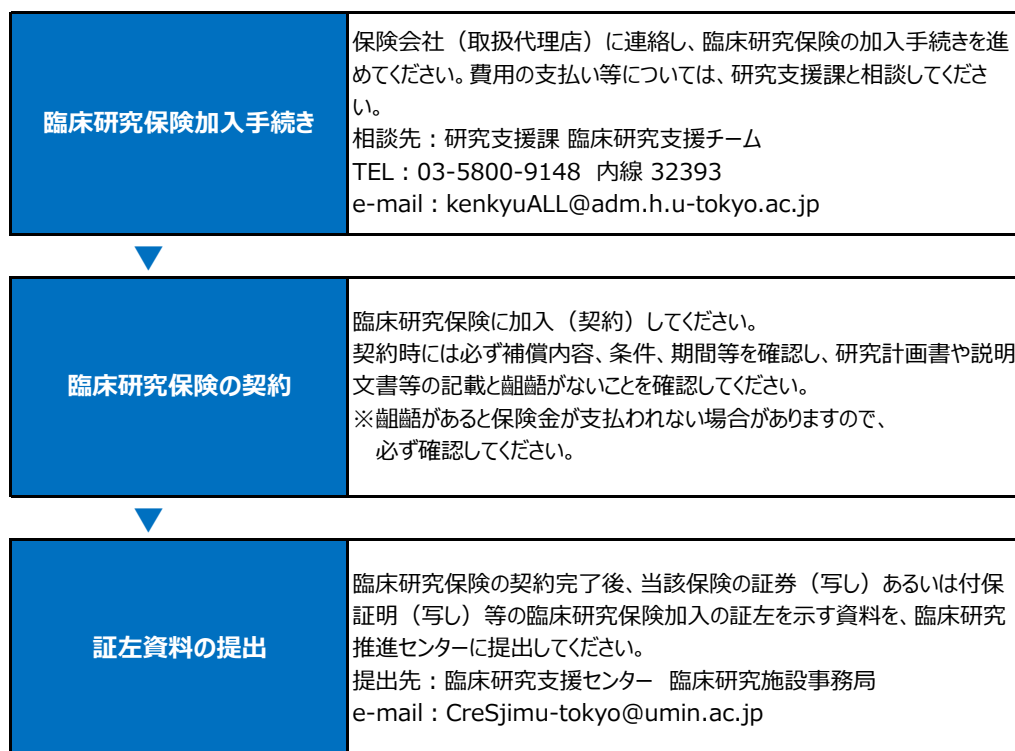 臨床研究保険加入手続き
保険会社（取扱代理店）に連絡し、臨床研究保険の加入手続きを進
めてください。費用の支払い等については、研究支援課と相談してくださ
い。
相談先：研究支援課 臨床研究支援チーム
TEL：03-5800-9148 内線 32393
e-mail：kenkyuALL@adm.h.u-tokyo.ac.jp
臨床研究保険の契約
臨床研究保険に加入（契約）してください。
契約時には必ず補償内容、条件、期間等を確認し、研究計画書や説明
文書等の記載と齟齬がないことを確認してください。
※齟齬があると保険金が支払われない場合がありますので、
必ず確認してください。
証左資料の提出
臨床研究保険の契約完了後、当該保険の証券（写し）あるいは付保
証明（写し）等の臨床研究保険加入の証左を示す資料を、臨床研究
推進センターに提出してください。
提出先：臨床研究支援センター 臨床研究施設事務局
e-mail：CreSjimu-tokyo@umin.ac.jp